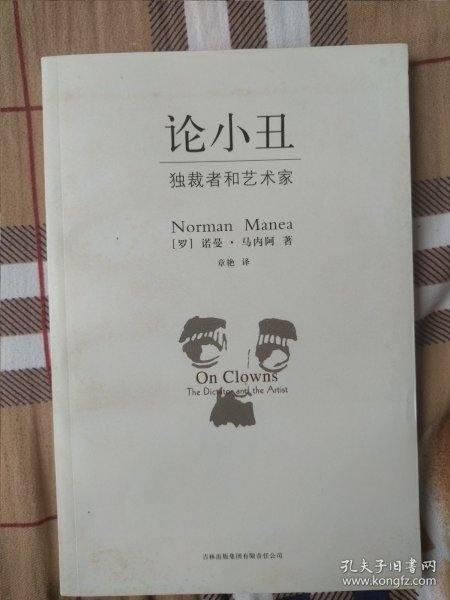 论小丑
独裁者和艺术家
Norman Manea
[罗] 诺曼·马内阿 著
章艳 译
On Clowns
The Dictator and the Artist
吉林出版集团有限责任公司
孔夫子旧书网
www.kongfz.com